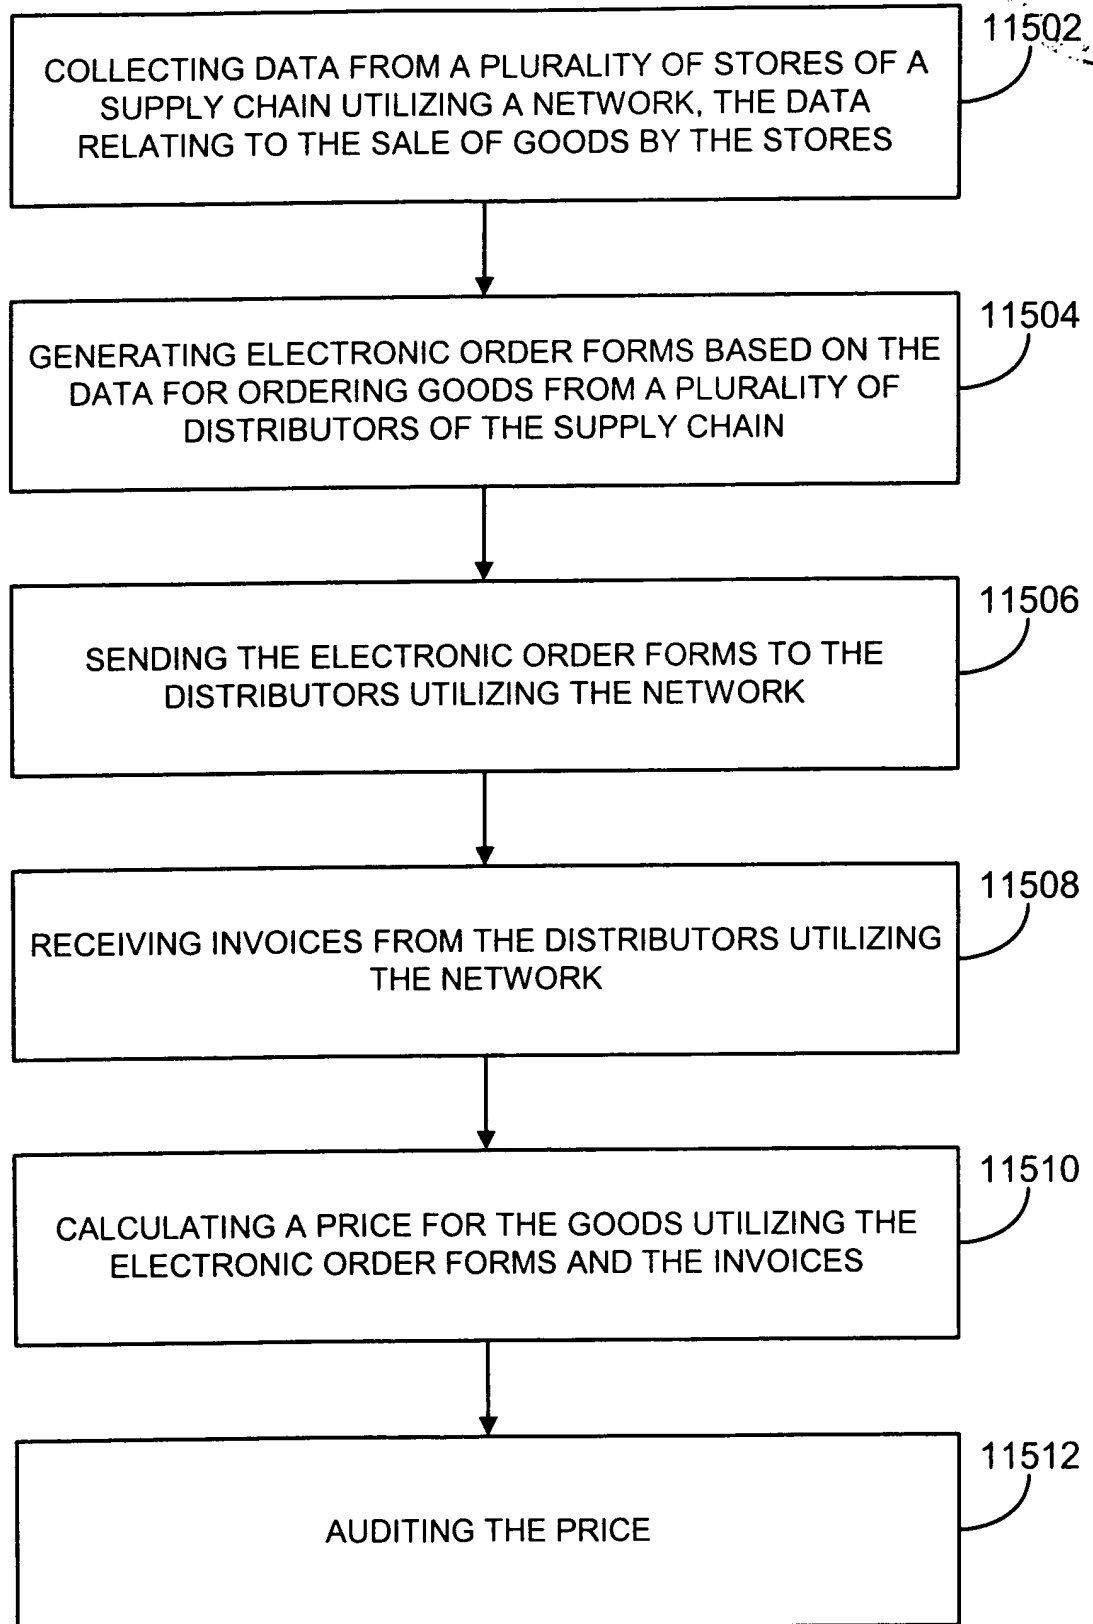 11502
COLLECTING DATA FROM A PLURALITY OF STORES OF A
SUPPLY CHAIN UTILIZING A NETWORK, THE DATA
RELATING TO THE SALE OF GOODS BY THE STORES
11504
GENERATING ELECTRONIC ORDER FORMS BASED ON THE
DATA FOR ORDERING GOODS FROM A PLURALITY OF
DISTRIBUTORS OF THE SUPPLY CHAIN
11506
SENDING THE ELECTRONIC ORDER FORMS TO THE
DISTRIBUTORS UTILIZING THE NETWORK
11508
RECEIVING INVOICES FROM THE DISTRIBUTORS UTILIZING
THE NETWORK
11510
CALCULATING A PRICE FOR THE GOODS UTILIZING THE
ELECTRONIC ORDER FORMS AND THE INVOICES
11512
AUDITING THE PRICE